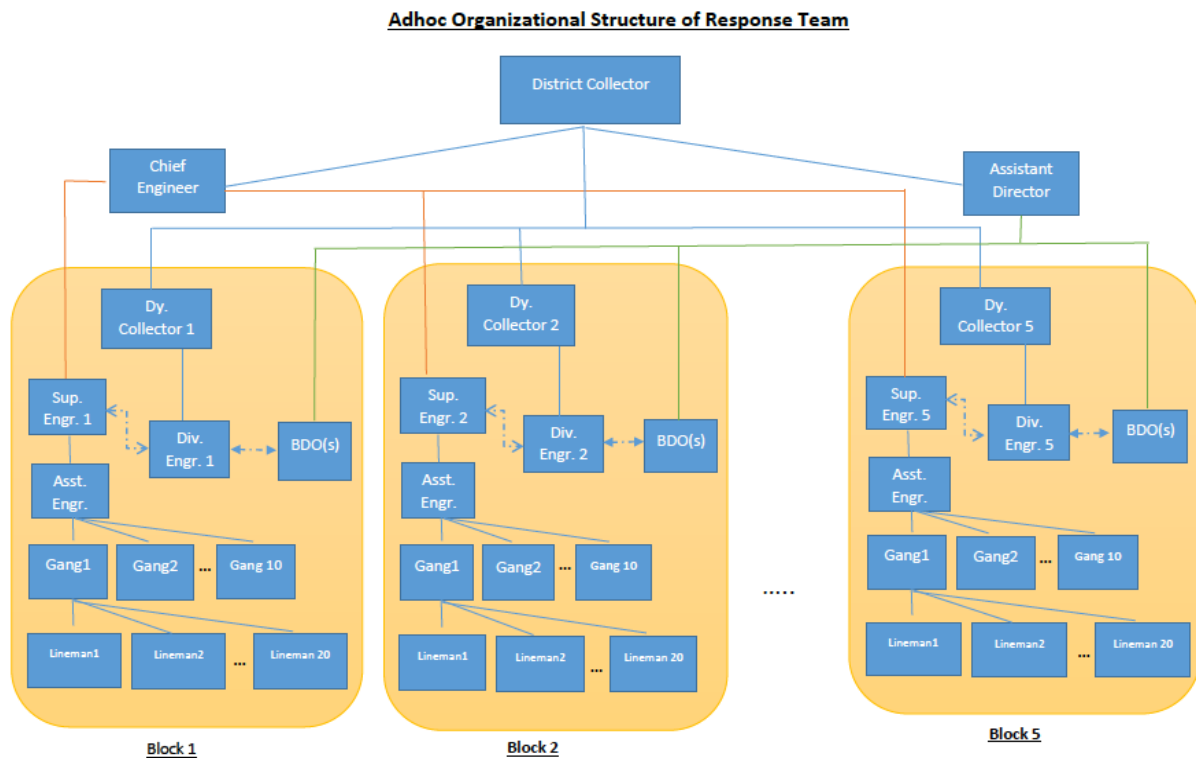 Adhoc Organizational Structure of Response Team
District Collector
Chief
Engineer
Assistant
Director
Dy.
Collector 1
Sup.
Engr. 1
Div.
Engr. 1
BDO(s)
Asst.
Engr.
Gang1
Gang2
...
Gang 10
Lineman1
Lineman2
...
Lineman 20
Block 1
Dy.
Collector 2
Sup.
Engr. 2
Div.
Engr. 2
BDO(s)
Asst.
Engr.
Gang1
Gang2
...
Gang 10
Lineman1
Lineman2
...
Lineman 20
Block 2
.....
Dy.
Collector 5
Sup.
Engr. 5
Div.
Engr. 5
BDO(s)
Asst.
Engr.
Gang1
Gang2
...
Gang 10
Lineman1
Lineman2
...
Lineman 20
Block 5